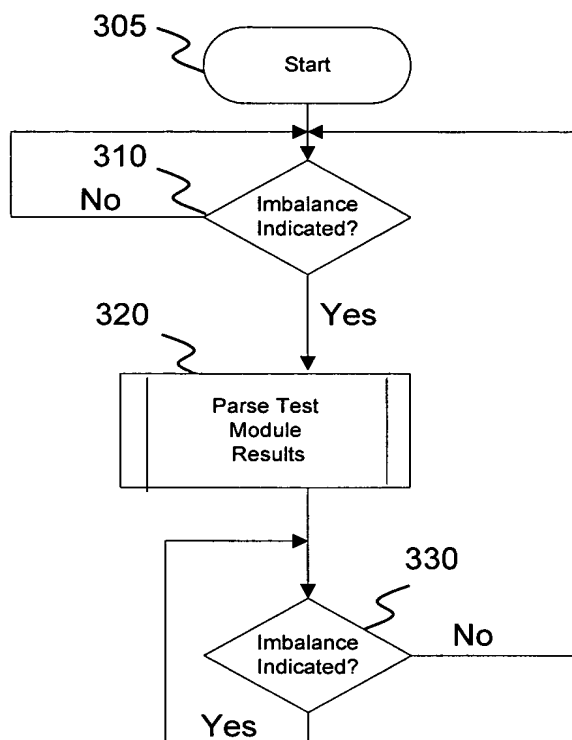 305
Start
310
No
Imbalance
Indicated?
320
Yes
Parse Test
Module
Results
330
Imbalance
Indicated?
No
Yes